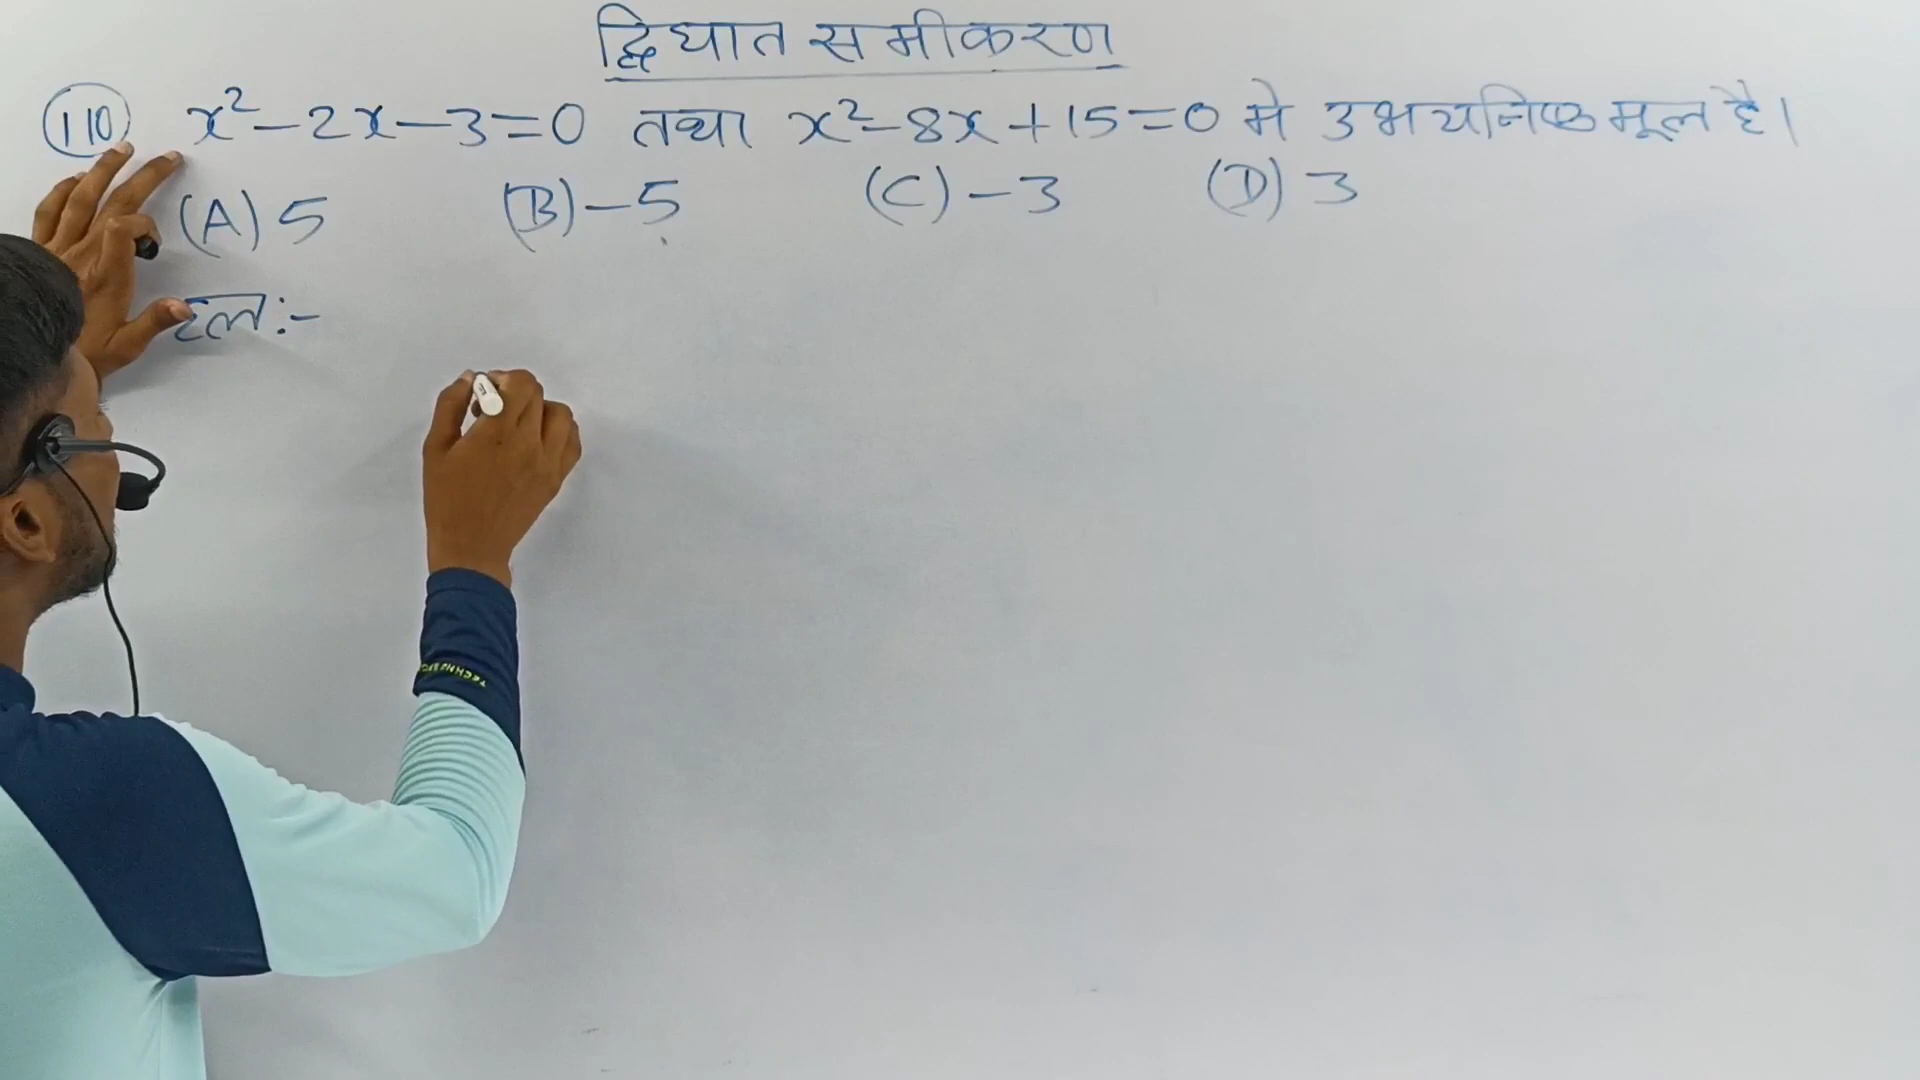 द्विघात समीकरण
110 x²-2x-3=0 तथा x²-8x+15=0 मे उभयनिष्ठ मूल है।
(A) 5 (B) -5 (C) -3 (D) 3
हल:-